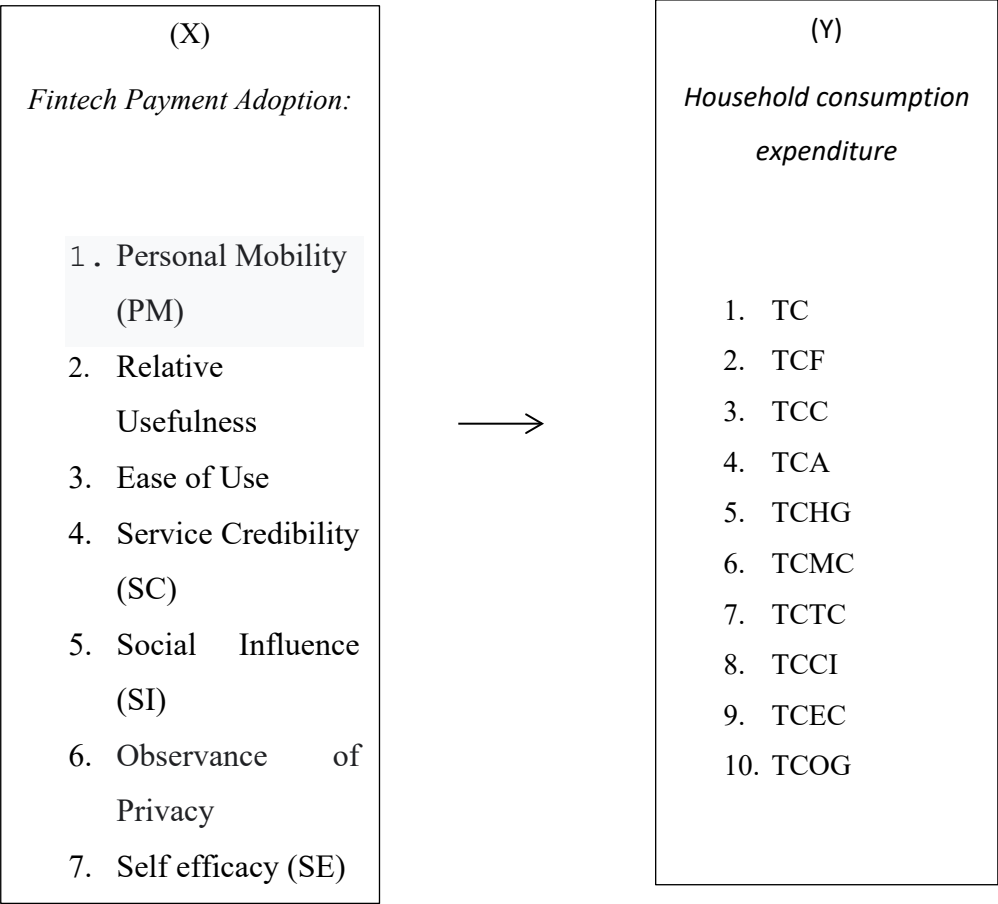 (X)
Fintech Payment Adoption:
1. Personal Mobility
(PM)
2. Relative
Usefulness
3. Ease of Use
4. Service Credibility
(SC)
5. Social Influence
(SI)
6. Observance of
Privacy
7. Self efficacy (SE)
(Y)
Household consumption
expenditure
1. TC
2. TCF
3. TCC
4. TCA
5. TCHG
6. TCMC
7. TCTC
8. TCCI
9. TCEC
10. TCOG